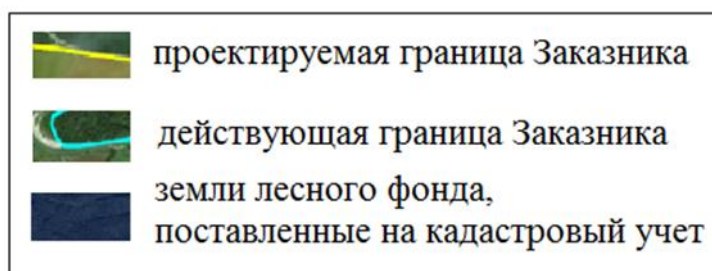 проектируемая граница Заказника
действующая граница Заказника
земли лесного фонда,
поставленные на кадастровый учет